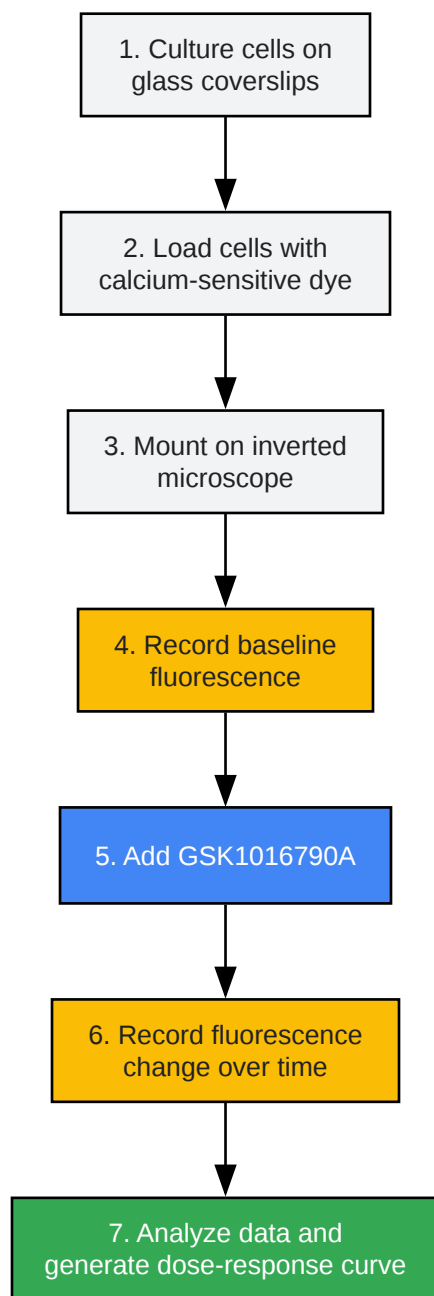 1. Culture cells on
glass coverslips
2. Load cells with
calcium-sensitive dye
3. Mount on inverted
microscope
4. Record baseline
fluorescence
5. Add GSK1016790A
6. Record fluorescence
change over time
7. Analyze data and
generate dose-response curve